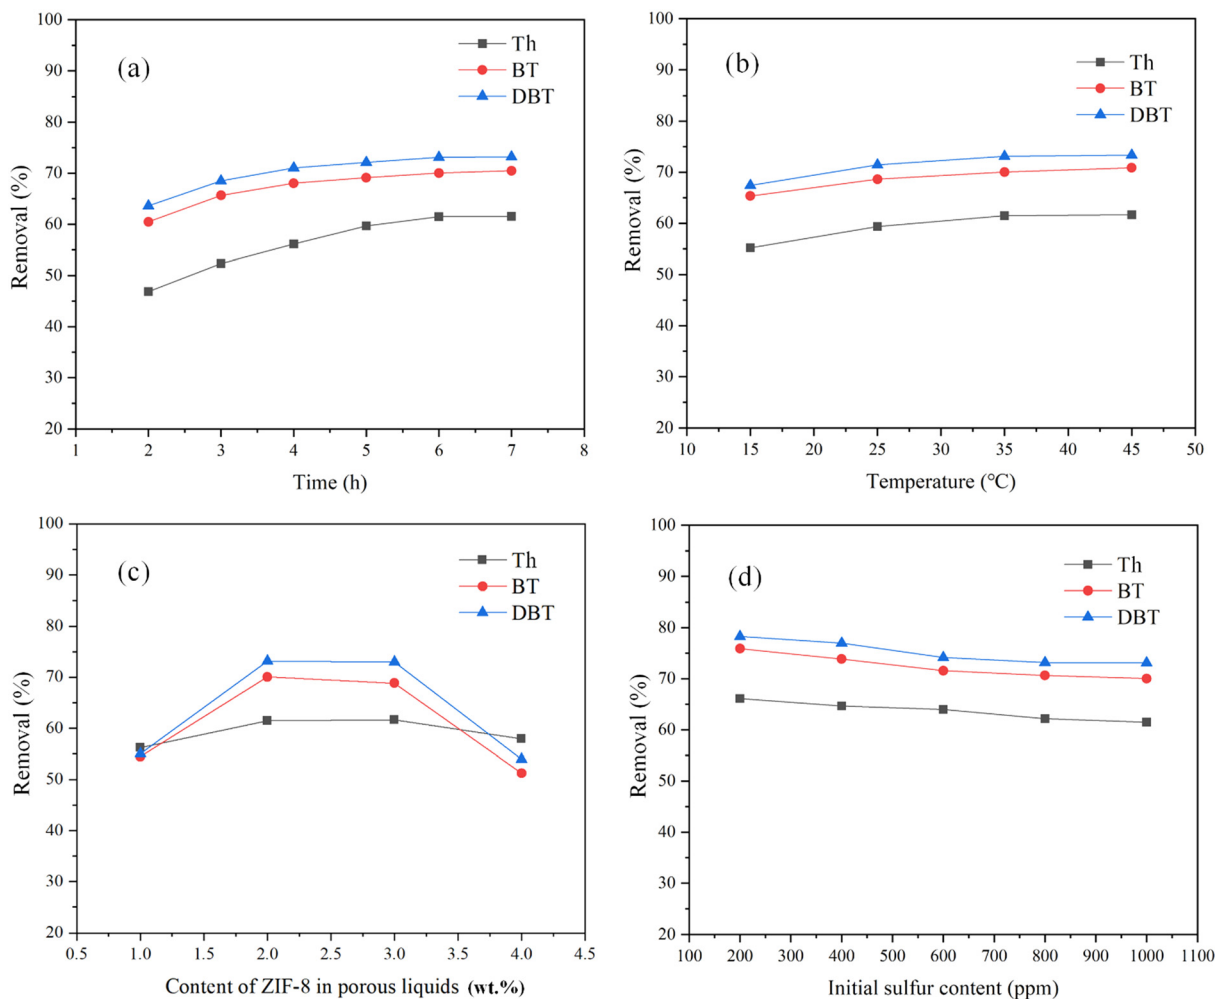 (a)
Th
BT
DBT
100
90
80
70
60
50
40
30
20
Removal (%)
1 2 3 4 5 6 7 8
Time (h)
(b)
Th
BT
DBT
100
90
80
70
60
50
40
30
20
Removal (%)
10 15 20 25 30 35 40 45 50
Temperature (℃)
(c)
Th
BT
DBT
100
90
80
70
60
50
40
30
20
Removal (%)
0.5 1.0 1.5 2.0 2.5 3.0 3.5 4.0 4.5
Content of ZIF-8 in porous liquids (wt.%)
(d)
Th
BT
DBT
100
90
80
70
60
50
40
30
20
Removal (%)
100 200 300 400 500 600 700 800 900 1000 1100
Initial sulfur content (ppm)